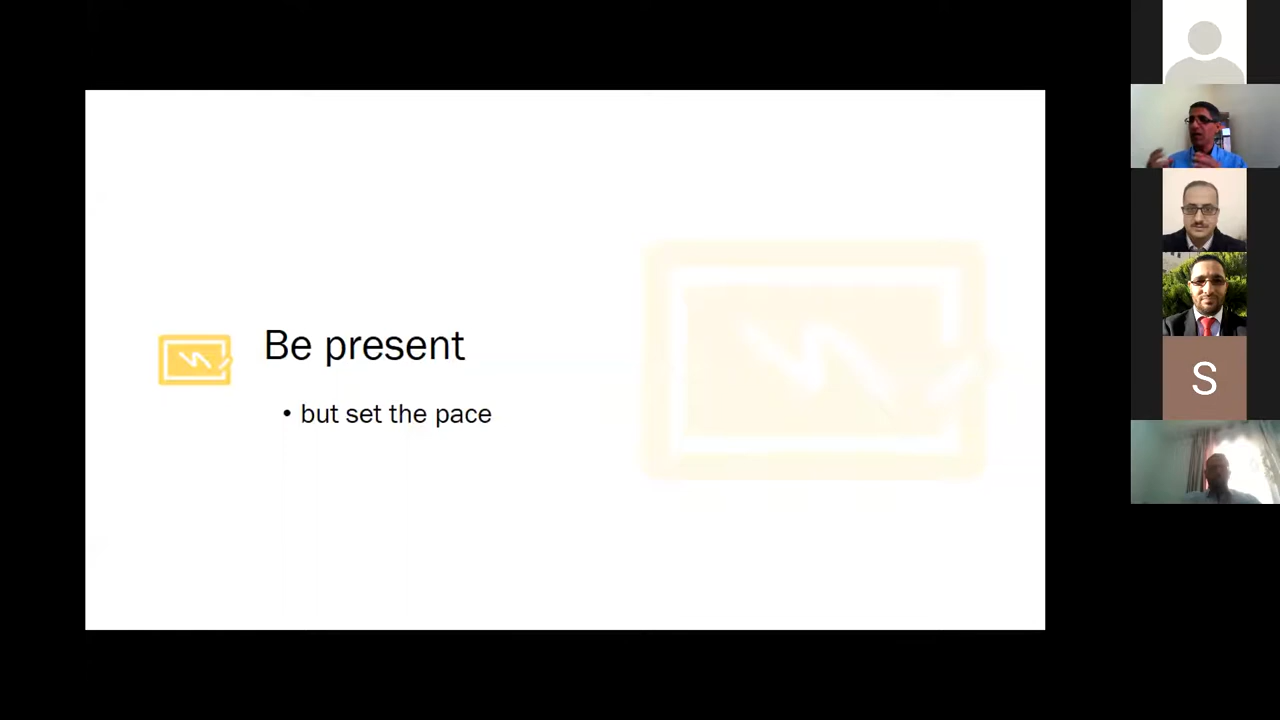 Be present
• but set the pace
S